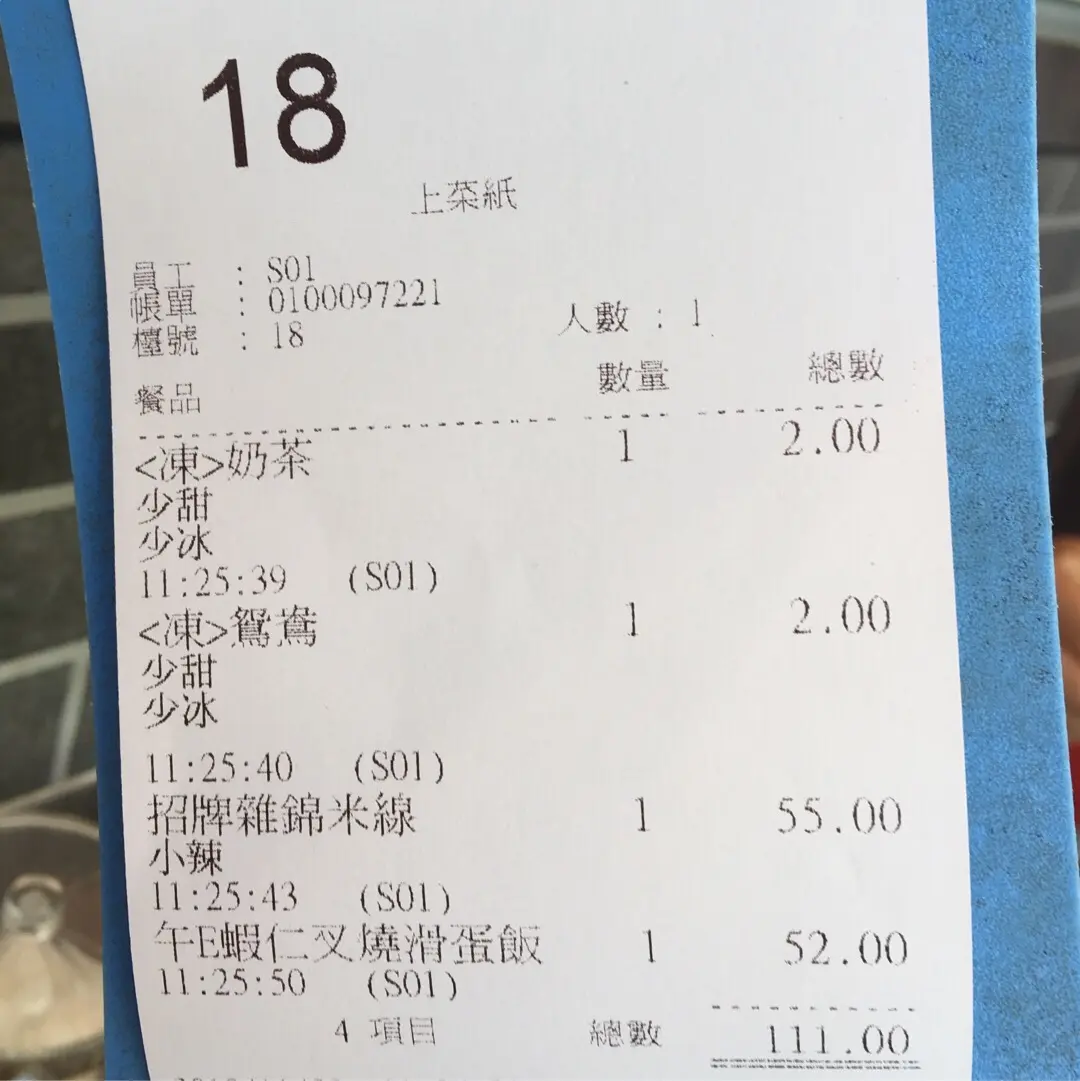 18
上菜紙
員工 : S01
帳單 : 0100097221
檯號 : 18 人數 : 1
餐品 數量 總數
<凍>奶茶 1 2.00
少甜
少冰
11:25:39 (S01)
<凍>鴛鴦 1 2.00
少甜
少冰
11:25:40 (S01)
招牌雜錦米線 1 55.00
小辣
11:25:43 (S01)
午E蝦仁叉燒滑蛋飯 1 52.00
11:25:50 (S01)
4 項目 總數 111.00